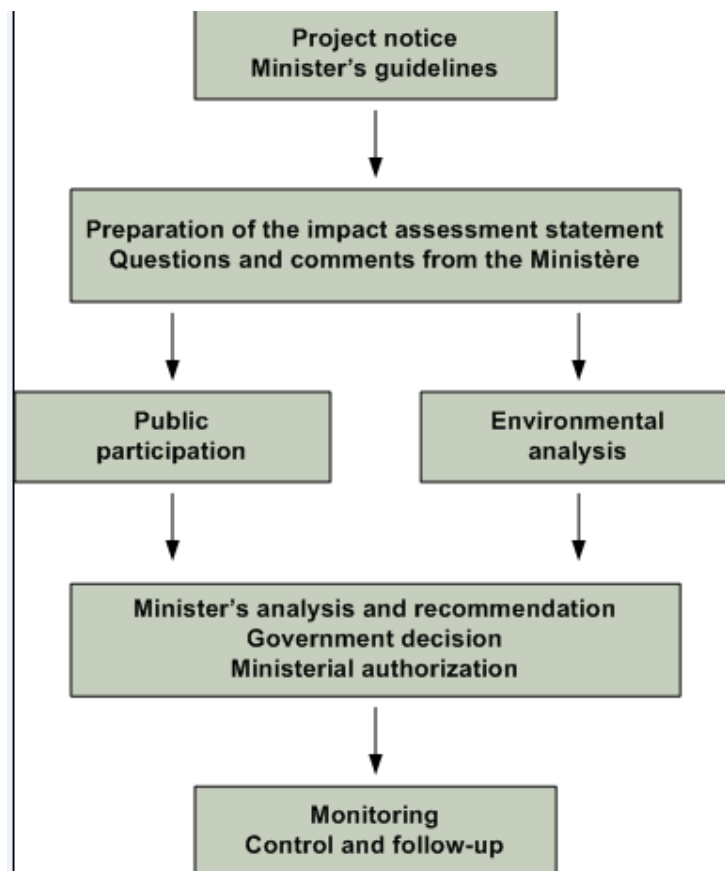 Project notice
Minister's guidelines
Preparation of the impact assessment statement
Questions and comments from the Ministère
Public
participation
Environmental
analysis
Minister's analysis and recommendation
Government decision
Ministerial authorization
Monitoring
Control and follow-up